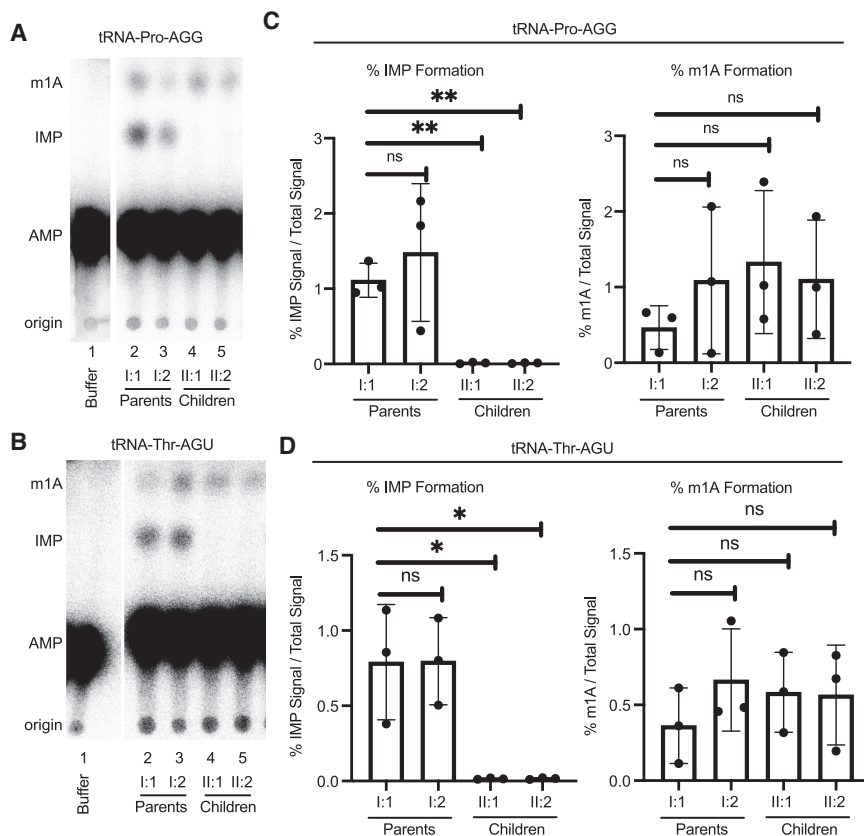 A
tRNA-Pro-AGG
m1A
IMP
AMP
origin
1 2 3 4 5
Buffer I:1 I:2 II:1 II:2
Parents Children
B
tRNA-Thr-AGU
m1A
IMP
AMP
origin
1 2 3 4 5
Buffer I:1 I:2 II:1 II:2
Parents Children
C
tRNA-Pro-AGG
% IMP Formation
**
**
ns
% IMP Signal / Total Signal
3
2
1
0
I:1 I:2 II:1 II:2
Parents Children
% m1A Formation
ns
ns
ns
% m1A / Total Signal
3
2
1
0
I:1 I:2 II:1 II:2
Parents Children
D
tRNA-Thr-AGU
% IMP Formation
*
*
ns
% IMP Signal / Total Signal
1.5
1.0
0.5
0.0
I:1 I:2 II:1 II:2
Parents Children
% m1A Formation
ns
ns
ns
% m1A / Total Signal
1.5
1.0
0.5
0.0
I:1 I:2 II:1 II:2
Parents Children